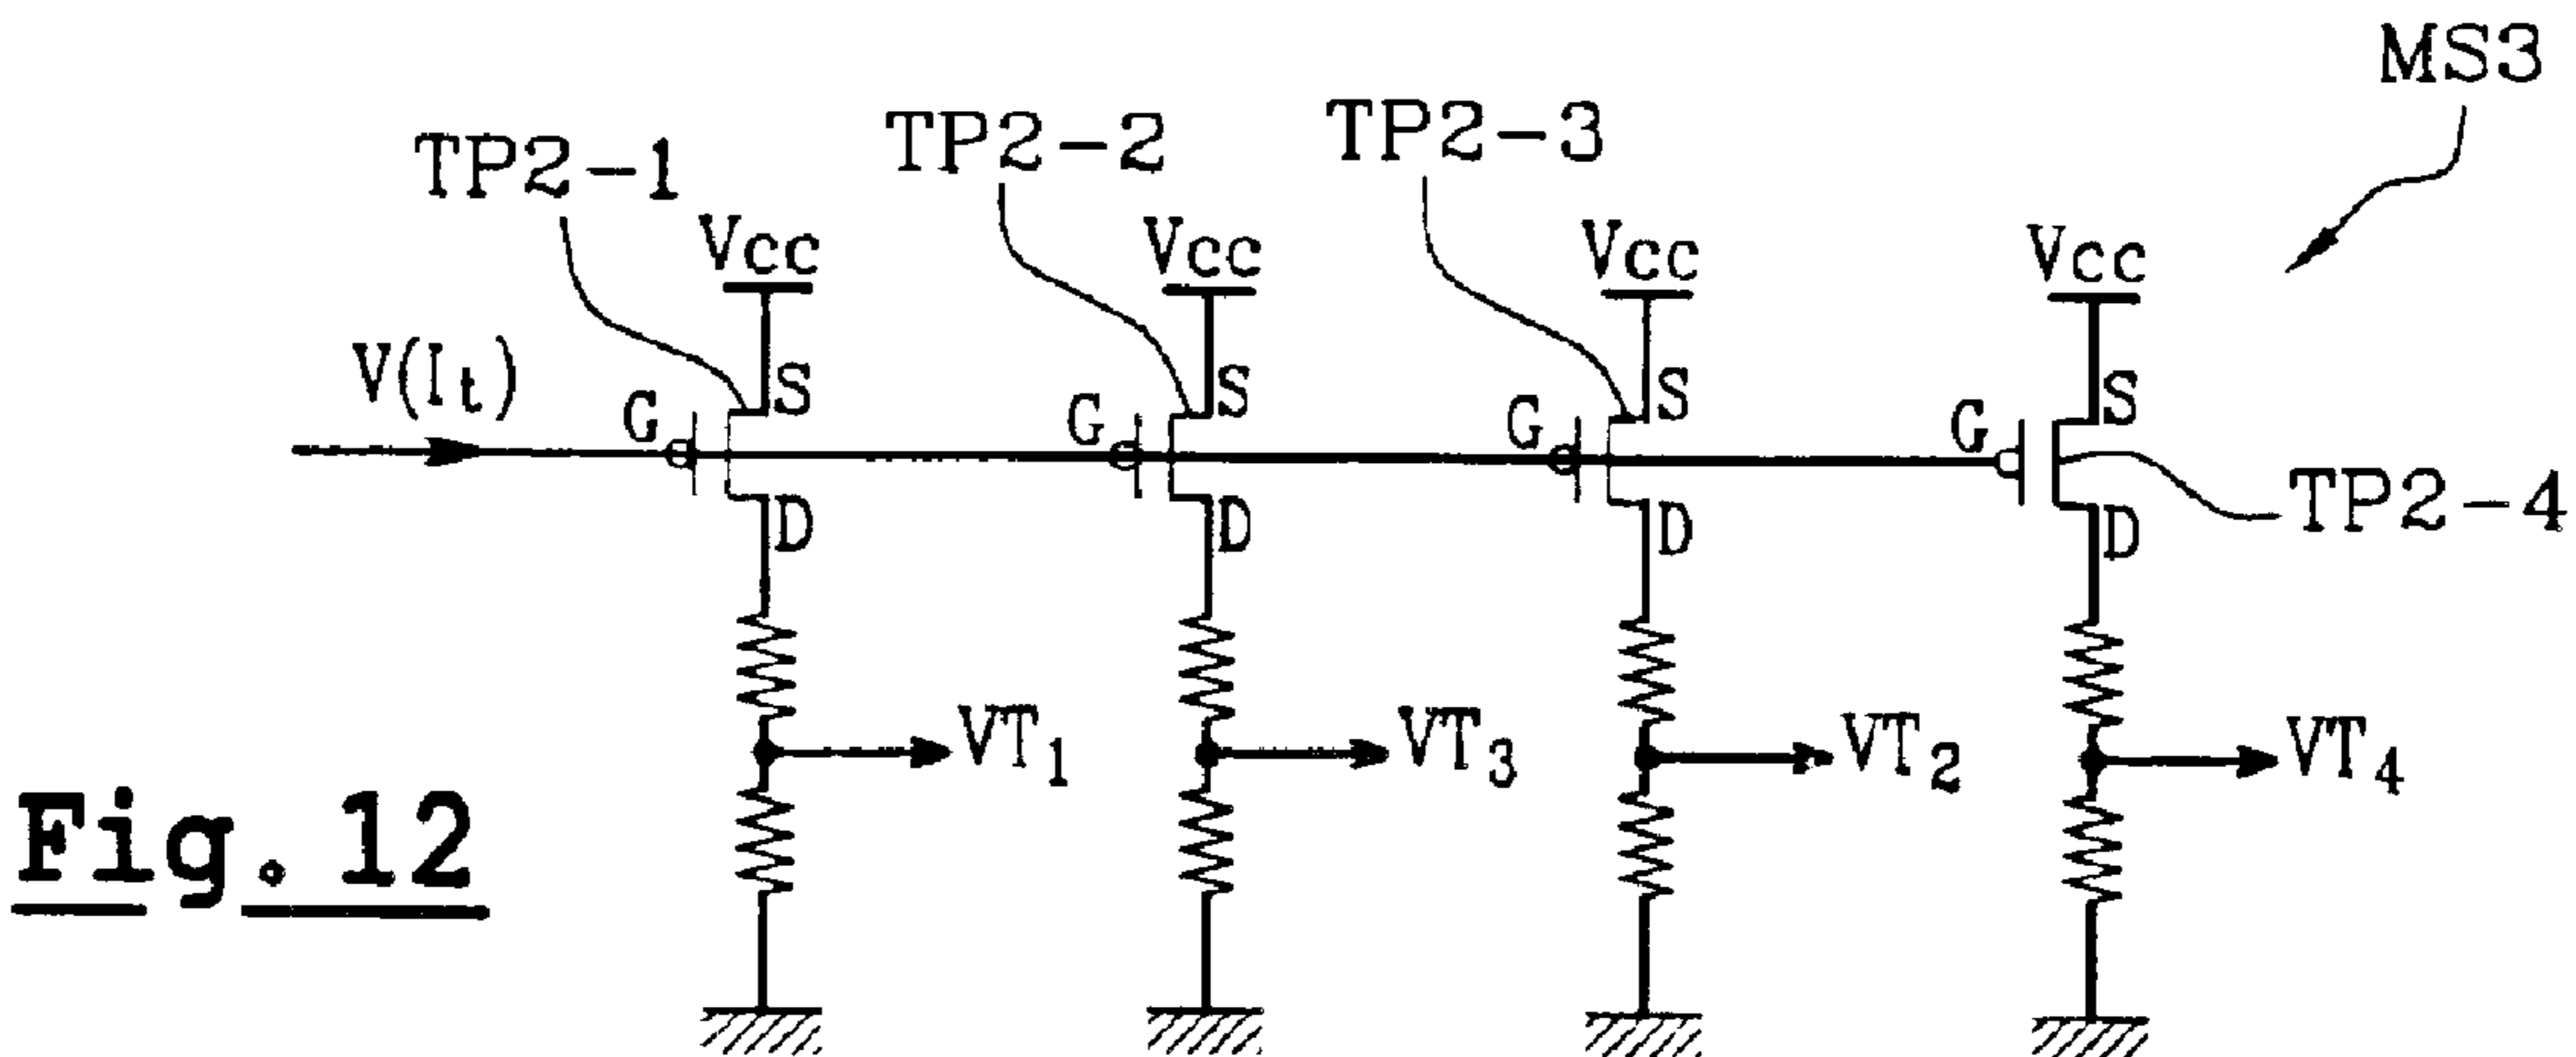 MS3
TP2-1
TP2-2
TP2-3
Vcc
Vcc
Vcc
Vcc
V(It)
G
S
G
S
G
S
G
S
D
D
D
D
TP2-4
VT1
VT3
VT2
VT4
Fig. 12